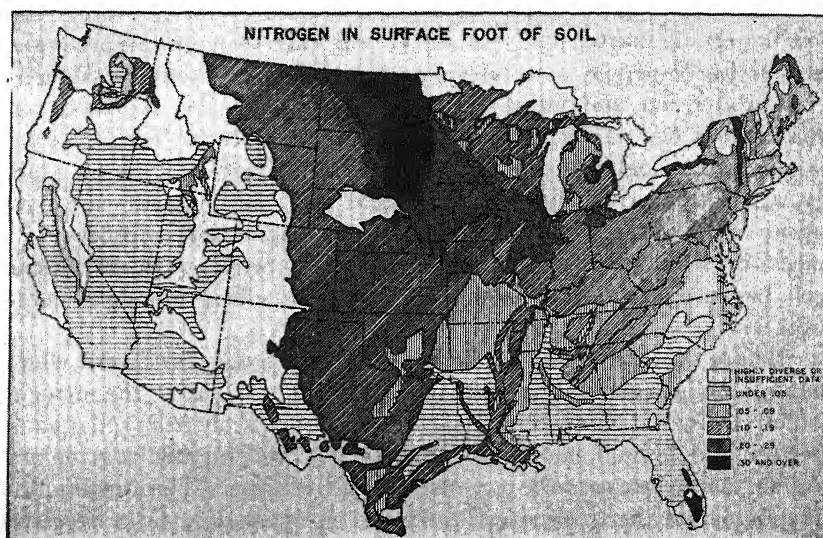 NITROGEN IN SURFACE FOOT OF SOIL
HIGHLY DIVERSE OR
INSUFFICIENT DATA
UNDER .05
.05 - .09
.10 - .19
.20 - .29
.30 AND OVER